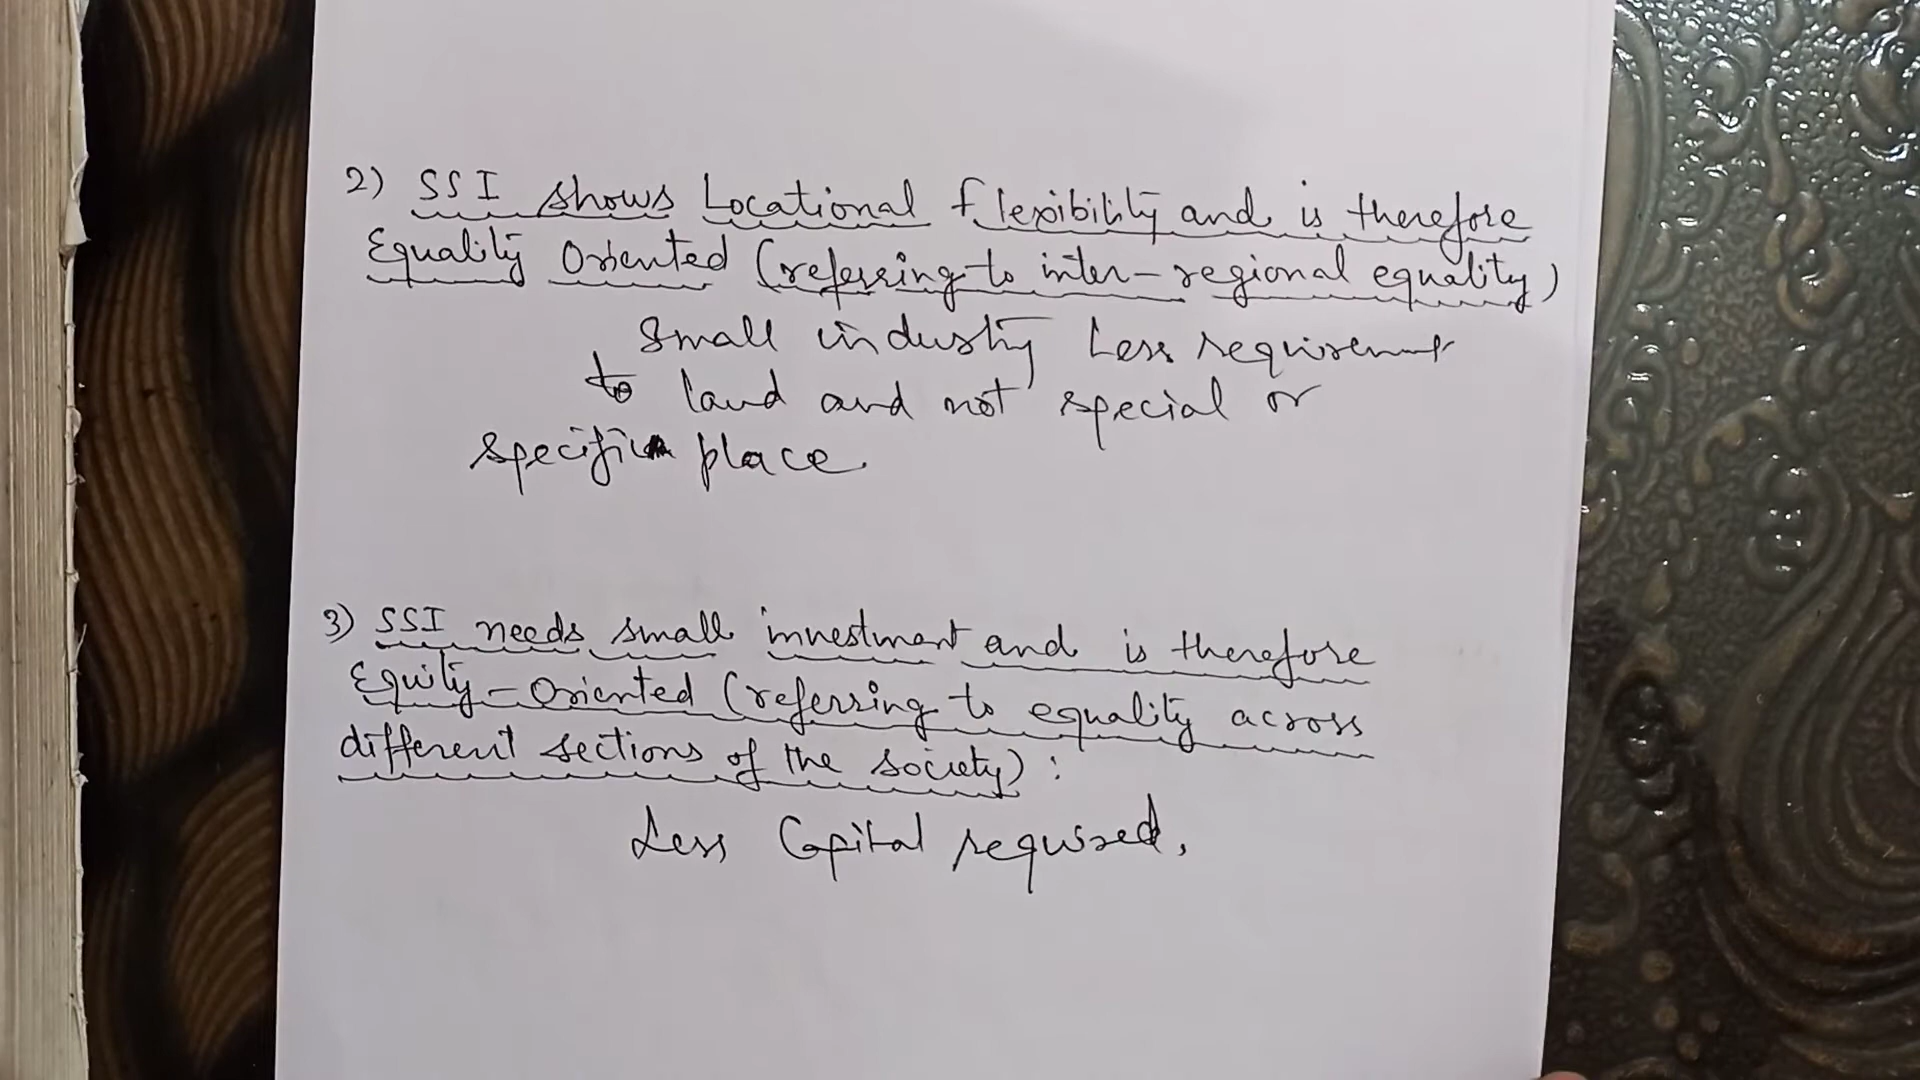 2) SSI shows Locational flexibility and is therefore
Equality Oriented (referring to inter-regional equality)
Small industry Less requirement
to land and not special or
specific place.
3) SSI needs small investment and is therefore
Equity-Oriented (referring to equality across
different sections of the society):
Less Capital required.